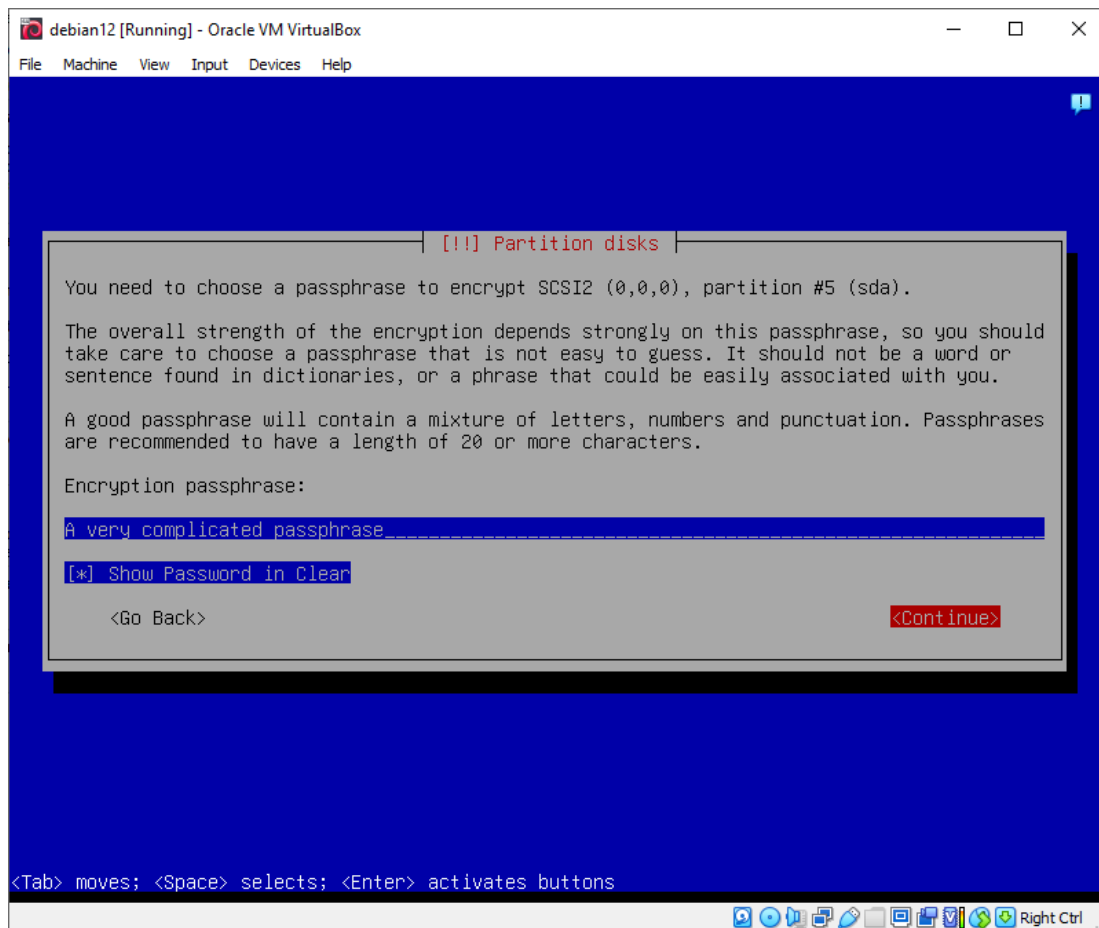 debian12 [Running] - Oracle VM VirtualBox
File Machine View Input Devices Help
[!!] Partition disks
You need to choose a passphrase to encrypt SCSI2 (0,0,0), partition #5 (sda).
The overall strength of the encryption depends strongly on this passphrase, so you should
take care to choose a passphrase that is not easy to guess. It should not be a word or
sentence found in dictionaries, or a phrase that could be easily associated with you.
A good passphrase will contain a mixture of letters, numbers and punctuation. Passphrases
are recommended to have a length of 20 or more characters.
Encryption passphrase:
A very complicated passphrase
[*] Show Password in Clear
<Go Back> <Continue>
<Tab> moves; <Space> selects; <Enter> activates buttons
Right Ctrl